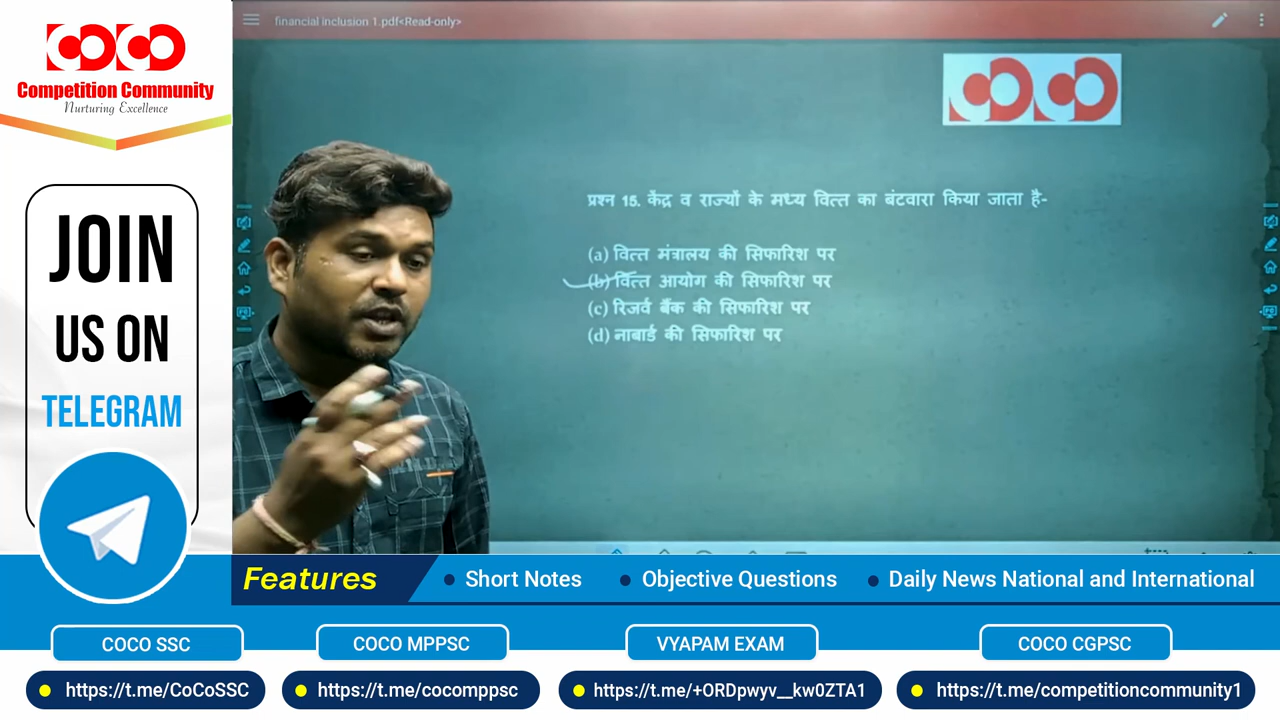 COCO
Competition Community
Nurturing Excellence
JOIN
US ON
TELEGRAM
financial inclusion 1.pdf<Read-only>
COCO
प्रश्न 15. केंद्र व राज्यों के मध्य वित्त का बंटवारा किया जाता है-
(a) वित्त मंत्रालय की सिफारिश पर
(b) वित्त आयोग की सिफारिश पर
(c) रिजर्व बैंक की सिफारिश पर
(d) नाबार्ड की सिफारिश पर
Features
Short Notes
Objective Questions
Daily News National and International
COCO SSC
COCO MPPSC
VYAPAM EXAM
COCO CGPSC
https://t.me/CoCoSSC
https://t.me/cocomppsc
https://t.me/+ORDpwyv__kw0ZTA1
https://t.me/competitioncommunity1